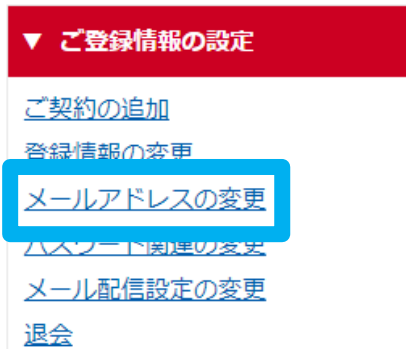 ▼ ご登録情報の設定
ご契約の追加
登録情報の変更
メールアドレスの変更
パスワード関連の変更
メール配信設定の変更
退会